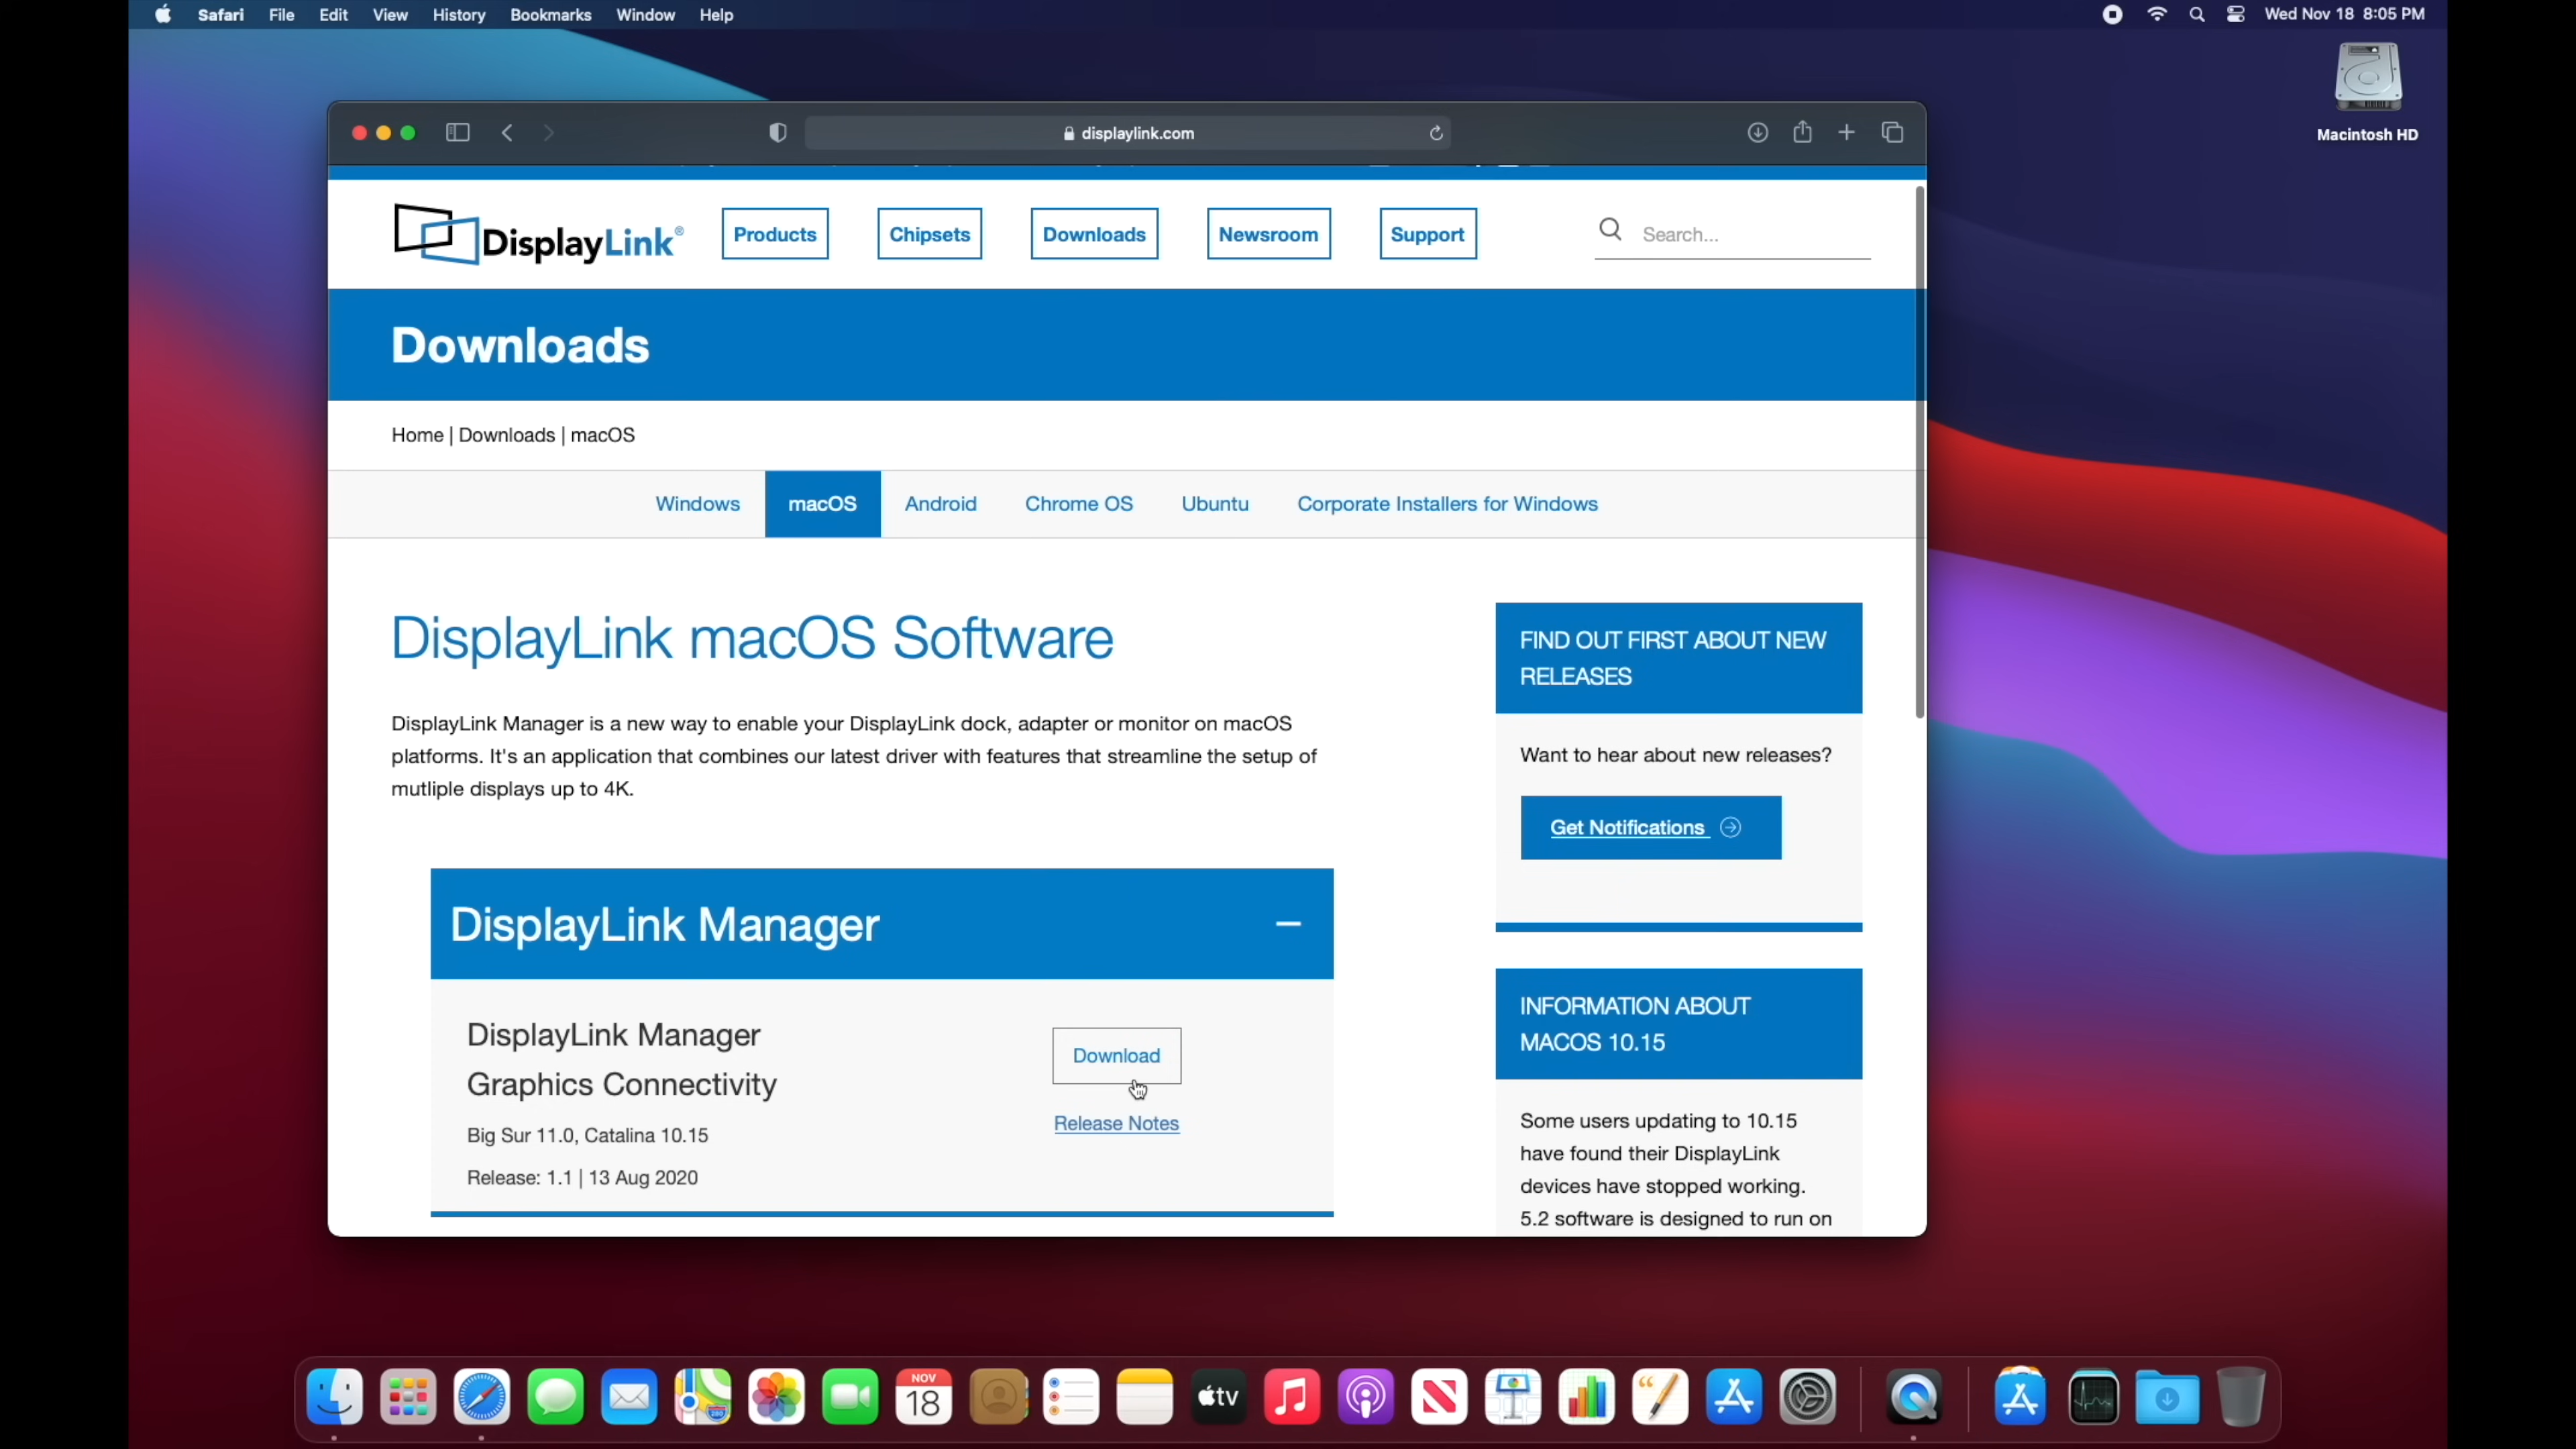 Safari File Edit View History Bookmarks Window Help
Wed Nov 18 8:05 PM
Macintosh HD
displaylink.com
DisplayLink®
Products Chipsets Downloads Newsroom Support
Search...
Downloads
Home | Downloads | macOS
Windows macOS Android Chrome OS Ubuntu Corporate Installers for Windows
DisplayLink macOS Software
DisplayLink Manager is a new way to enable your DisplayLink dock, adapter or monitor on macOS
platforms. It's an application that combines our latest driver with features that streamline the setup of
mutliple displays up to 4K.
DisplayLink Manager
DisplayLink Manager
Graphics Connectivity
Big Sur 11.0, Catalina 10.15
Release: 1.1 | 13 Aug 2020
Download
Release Notes
FIND OUT FIRST ABOUT NEW
RELEASES
Want to hear about new releases?
Get Notifications
INFORMATION ABOUT
MACOS 10.15
Some users updating to 10.15
have found their DisplayLink
devices have stopped working.
5.2 software is designed to run on
NOV
18
tv